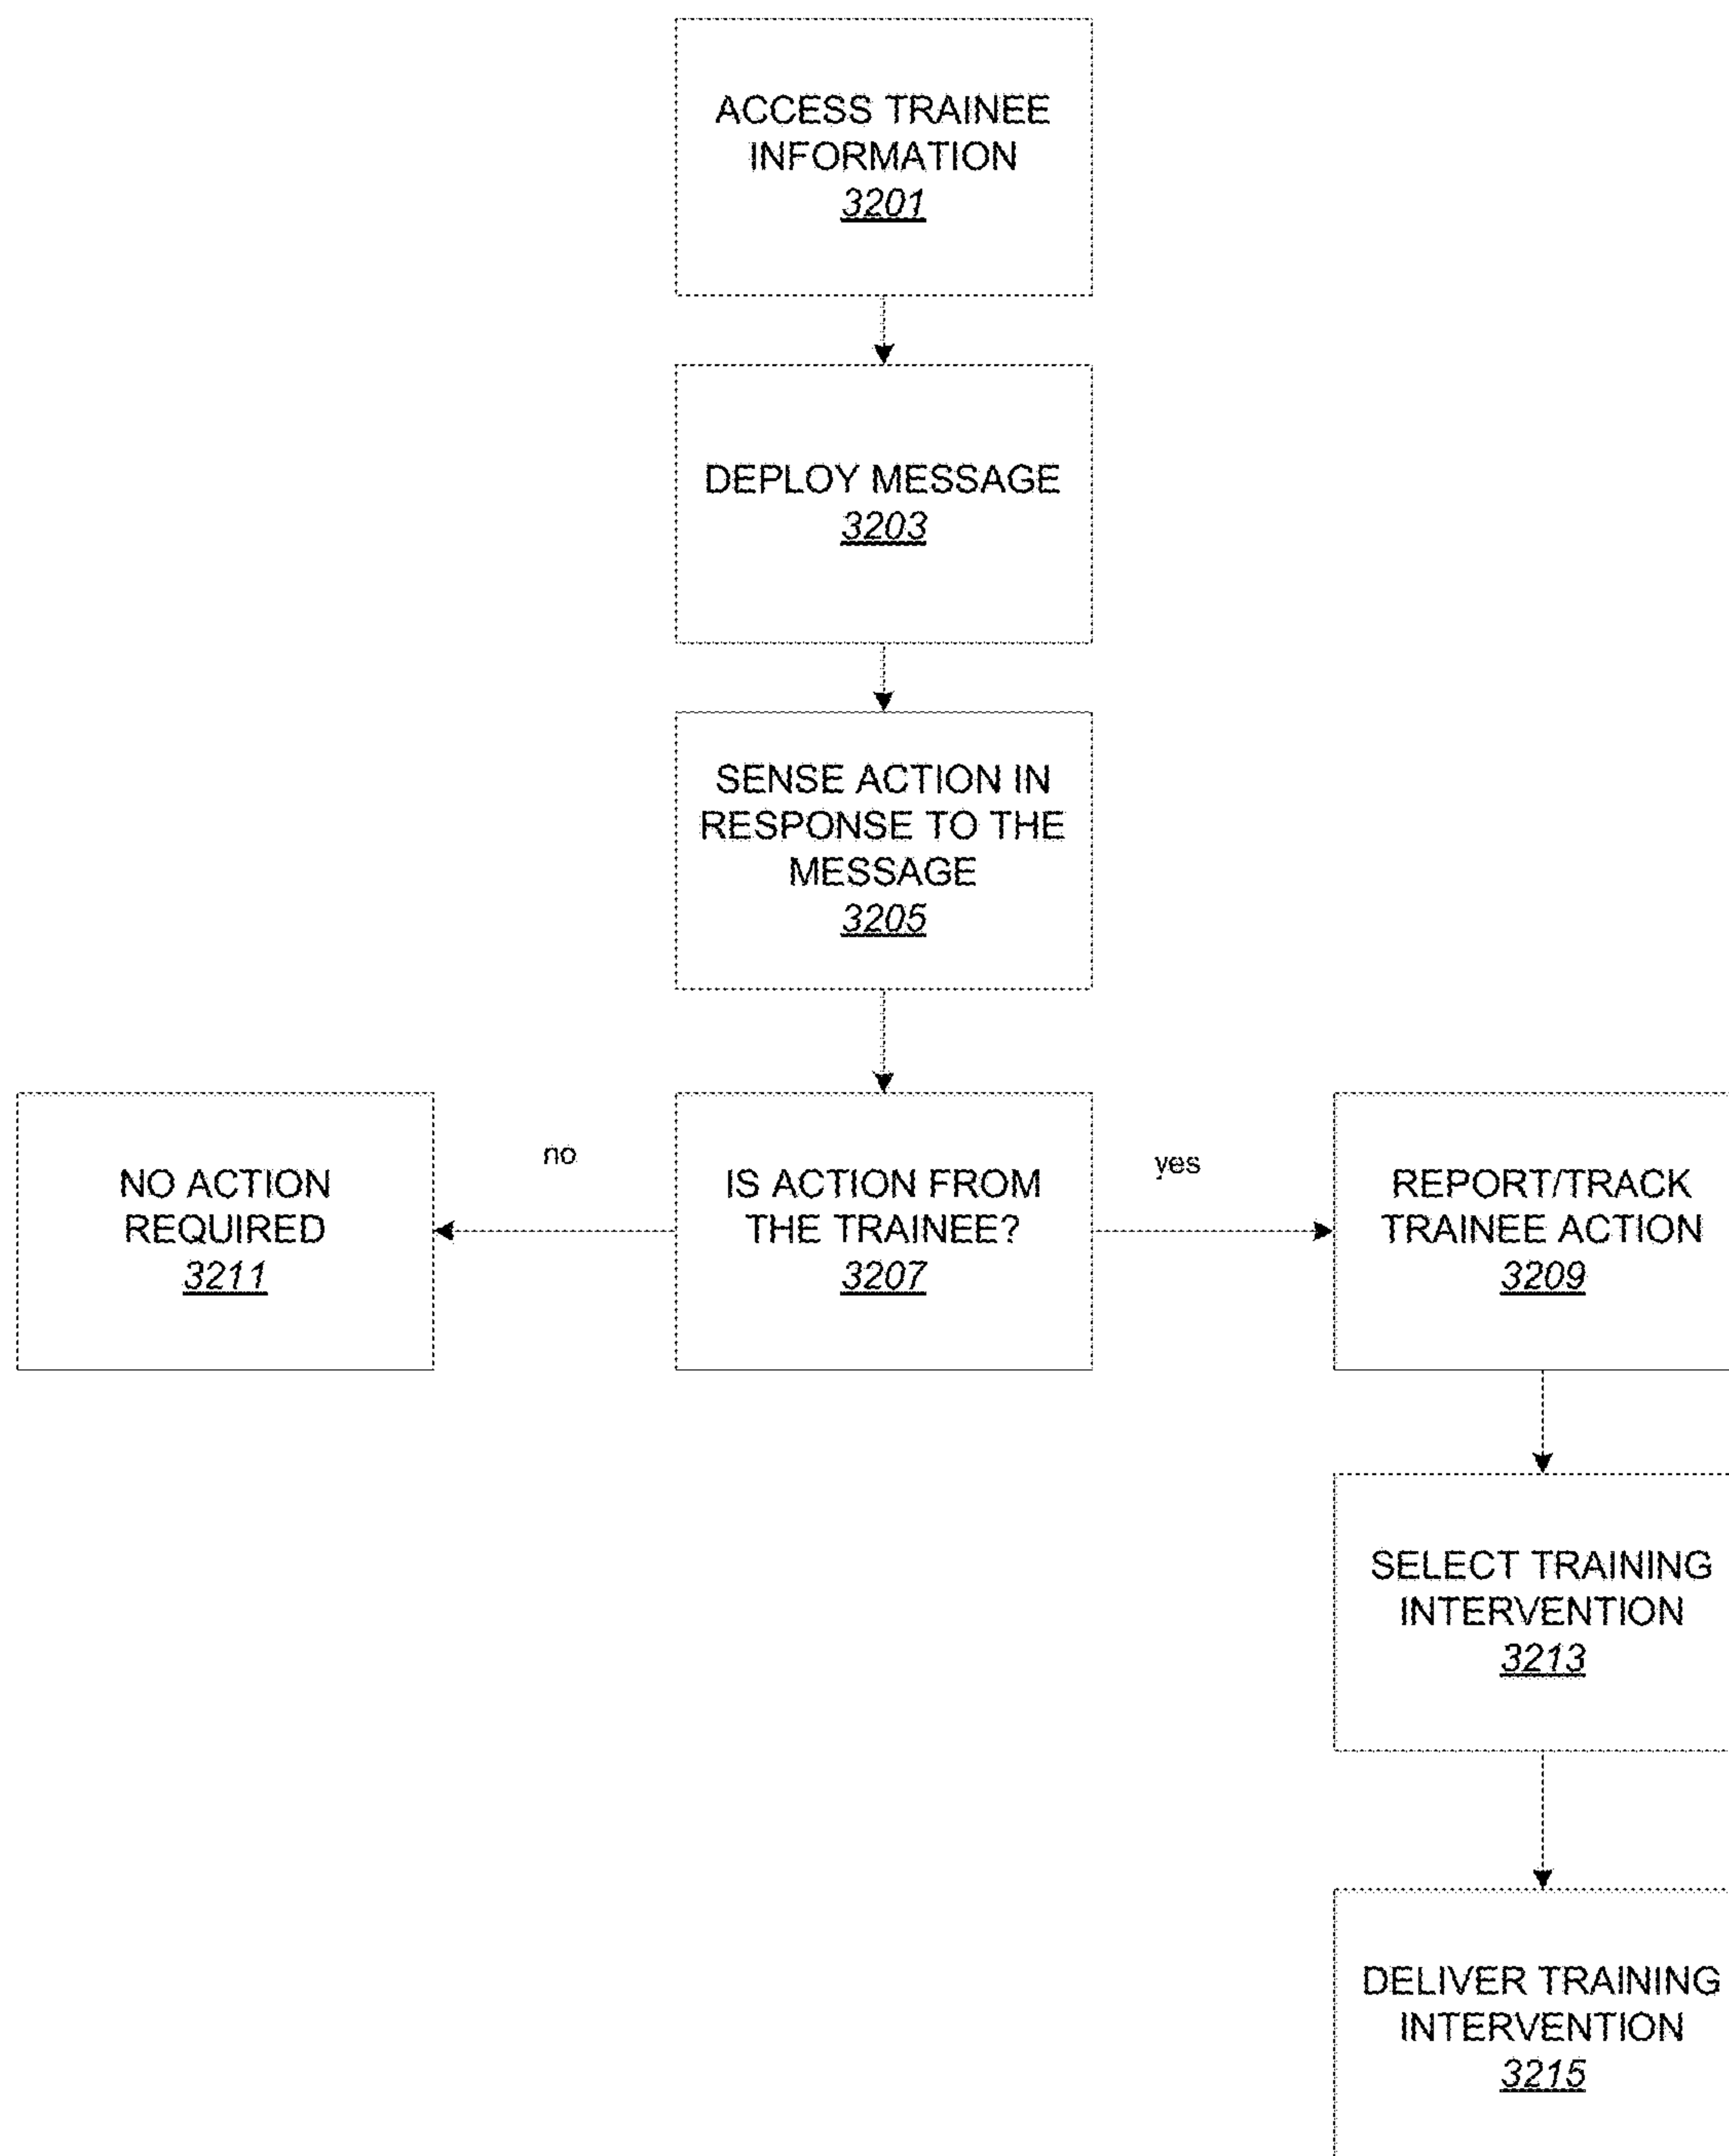 ACCESS TRAINEE
INFORMATION
3201
DEPLOY MESSAGE
3203
SENSE ACTION IN
RESPONSE TO THE
MESSAGE
3205
NO ACTION
REQUIRED
3211
no
IS ACTION FROM
THE TRAINEE?
3207
yes
REPORT/TRACK
TRAINEE ACTION
3209
SELECT TRAINING
INTERVENTION
3213
DELIVER TRAINING
INTERVENTION
3215